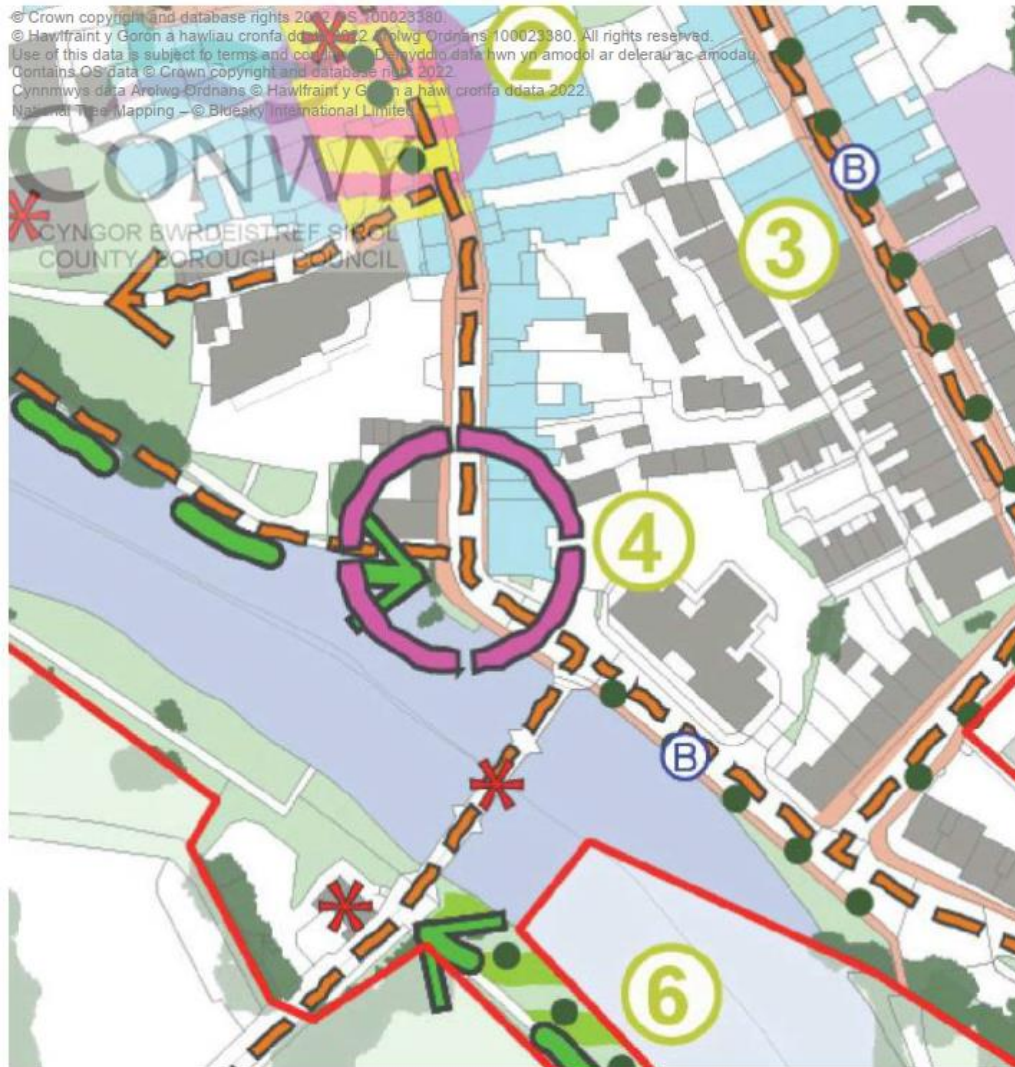 © Crown copyright and database rights 2022 OS 100023380.
© Hawlfraint y Goron a hawliau cronfa ddata 2022 Arolwg Ordnans 100023380. All rights reserved.
Use of this data is subject to terms and Defnyddio data hwn yn amodol ar delerau ac amodau
Contains OS data © Crown copyright and database right 2022.
Cynnmwys data Arolwg Ordnans © Hawlfraint y Goron a hawl cronfa ddata 2022.
National Tree Mapping – © Bluesky International Limited
2
CONWY
B
3
CYNGOR BWRDEISTREF SIROL
COUNTY BOROUGH COUNCIL
4
B
6